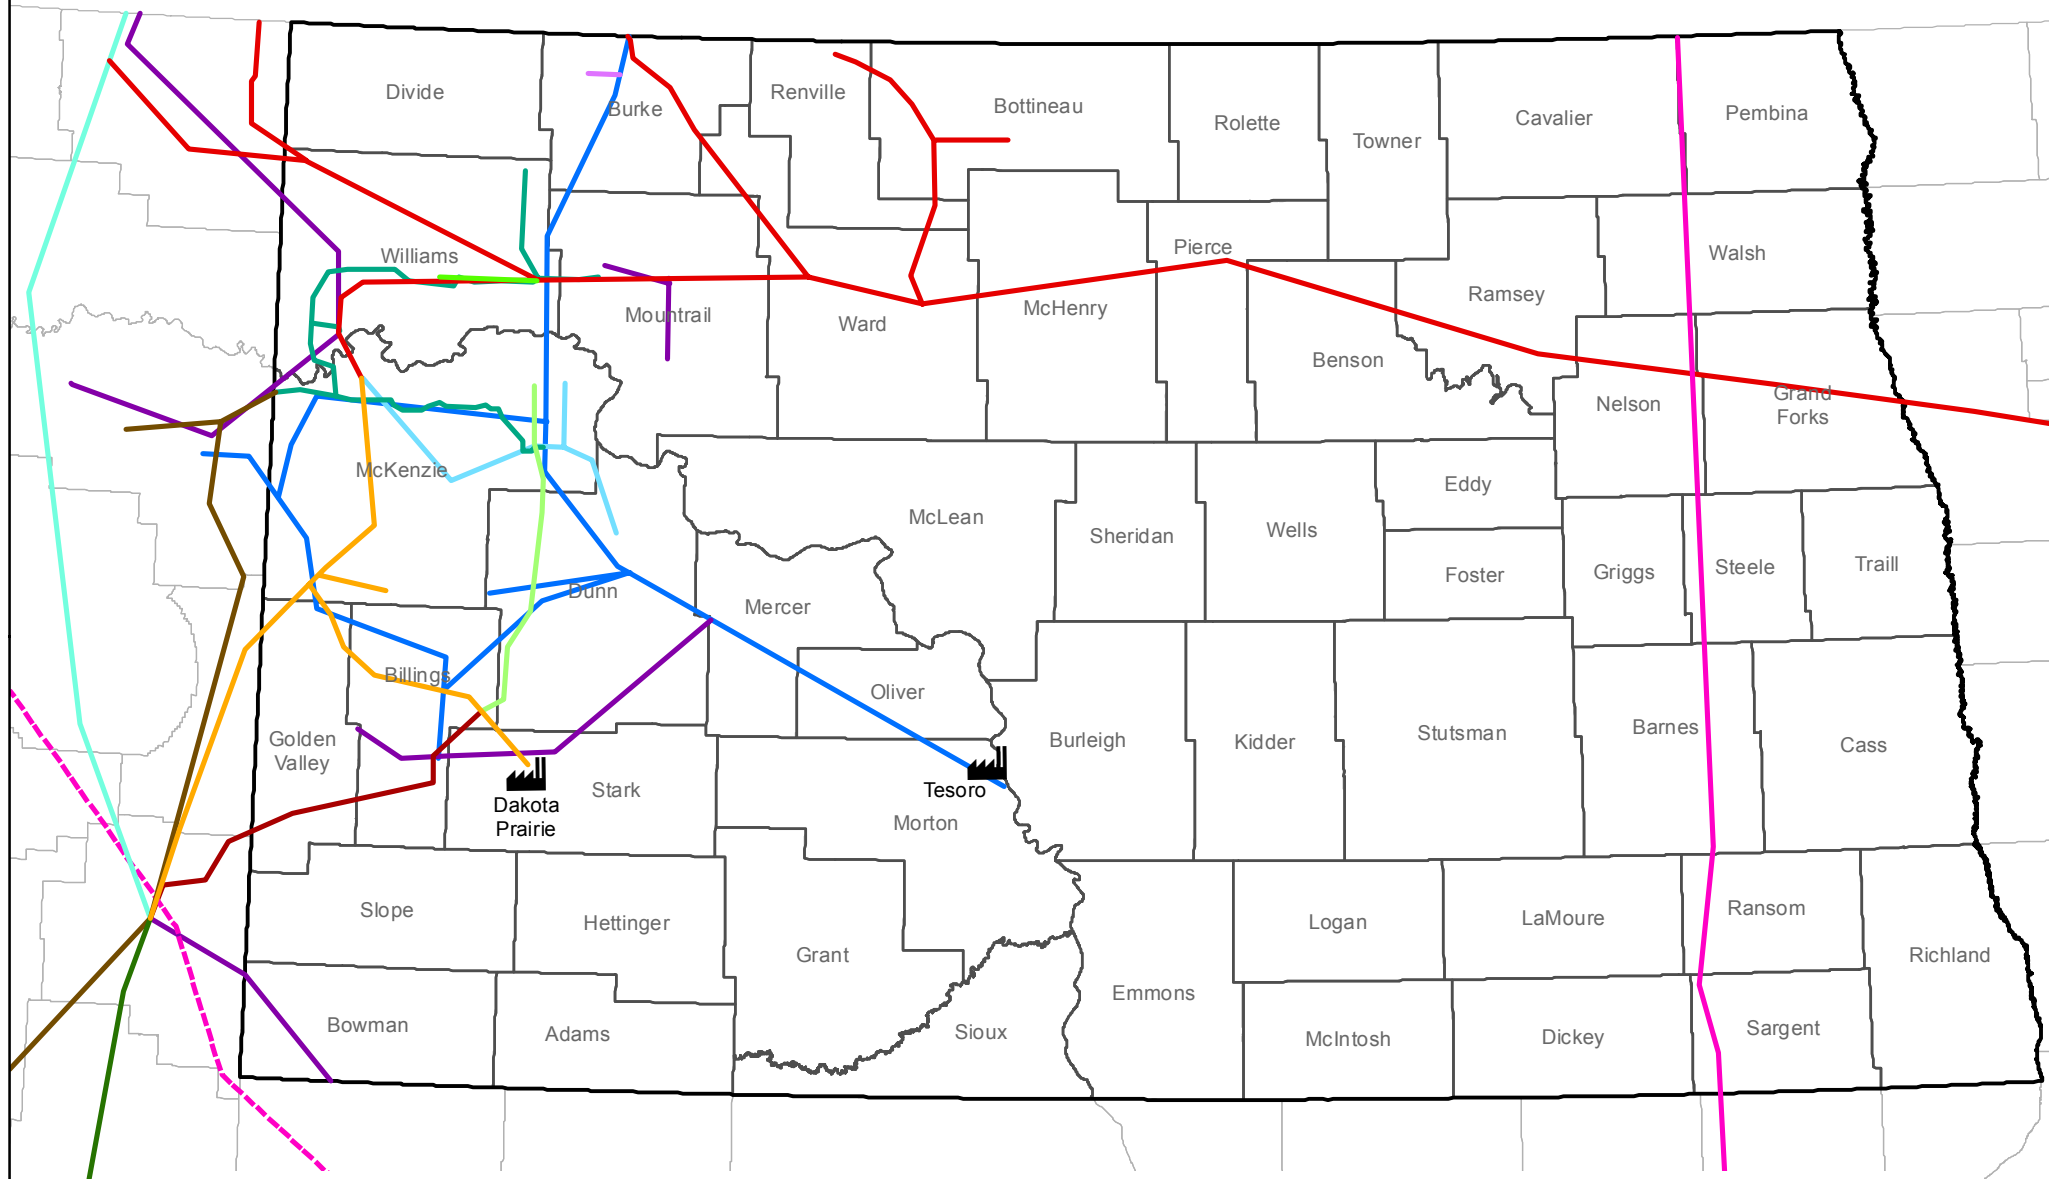 Divide
Burke
Renville
Bottineau
Rolette
Towner
Cavalier
Pembina
Williams
Mountrail
Ward
McHenry
Pierce
Benson
Ramsey
Walsh
Nelson
Grand
Forks
McKenzie
McLean
Sheridan
Wells
Eddy
Foster
Griggs
Steele
Traill
Dunn
Mercer
Oliver
Billings
Golden
Valley
Stark
Dakota
Prairie
Tesoro
Morton
Burleigh
Kidder
Stutsman
Barnes
Cass
Slope
Hettinger
Grant
Logan
LaMoure
Ransom
Richland
Bowman
Adams
Sioux
Emmons
McIntosh
Dickey
Sargent